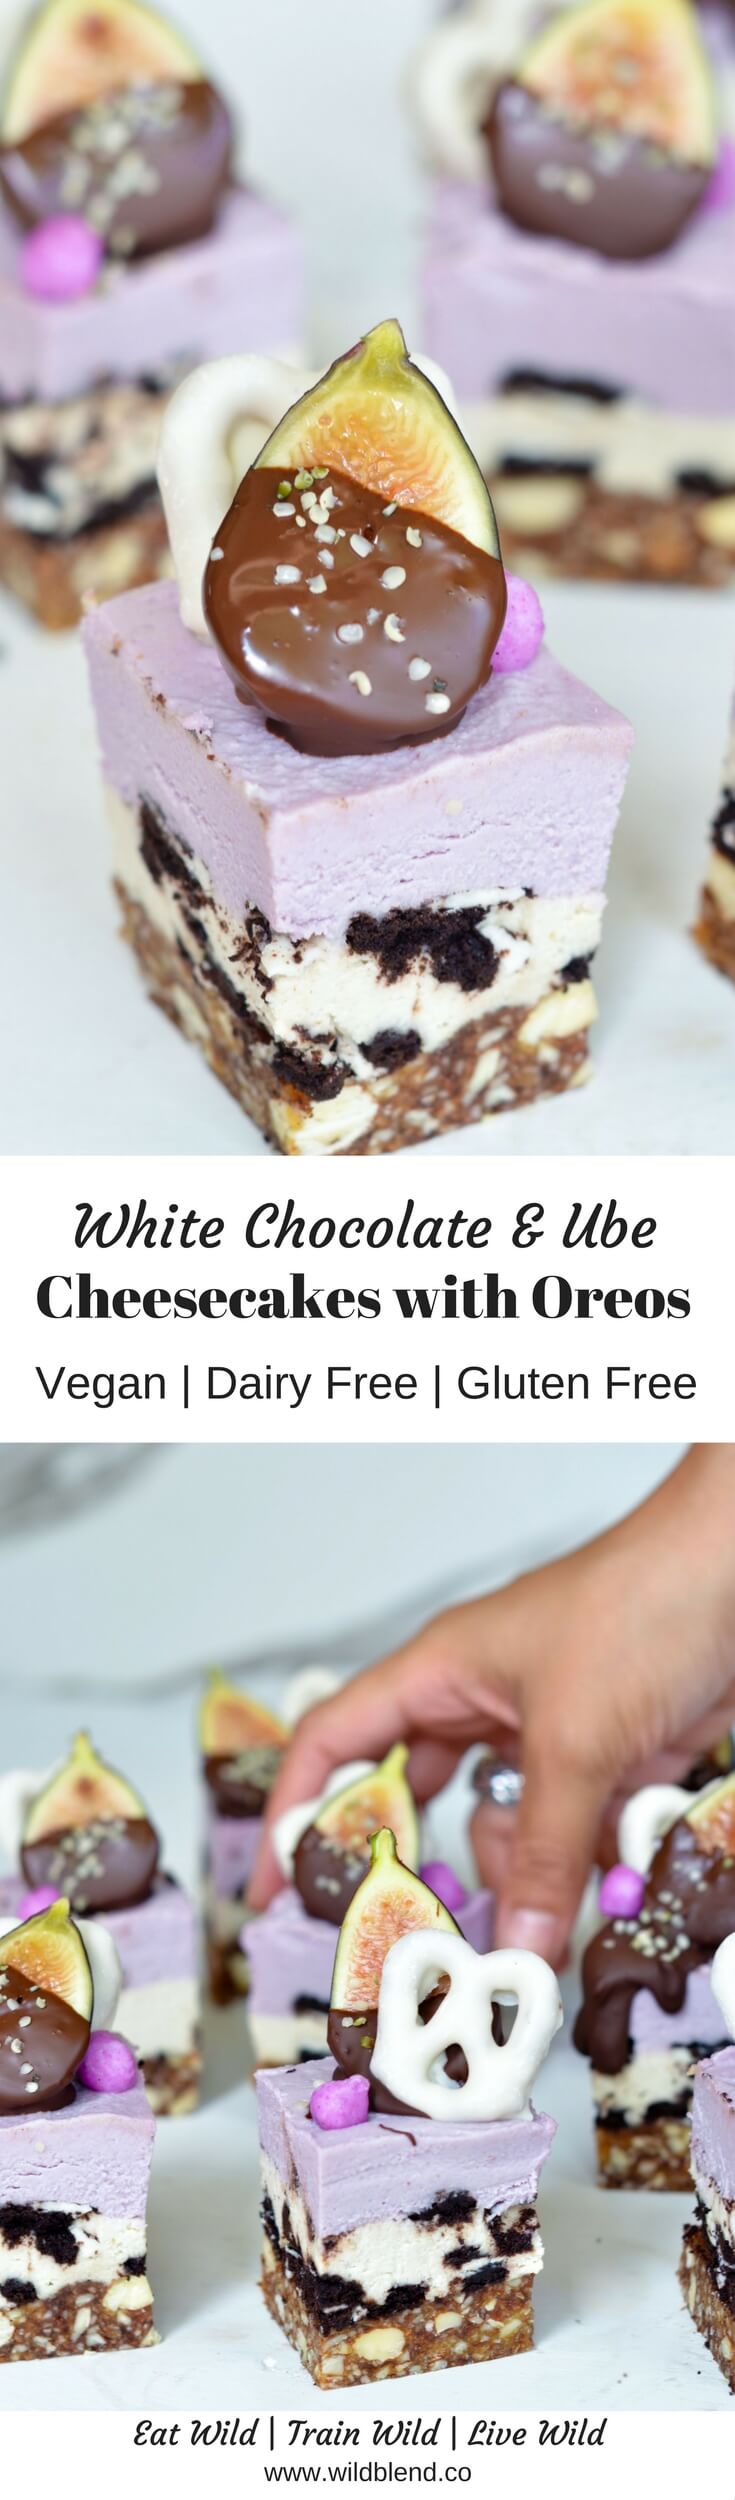 White Chocolate & Ube
Cheesecakes with Oreos
Vegan | Dairy Free | Gluten Free
Eat Wild | Train Wild | Live Wild
www.wildblend.co